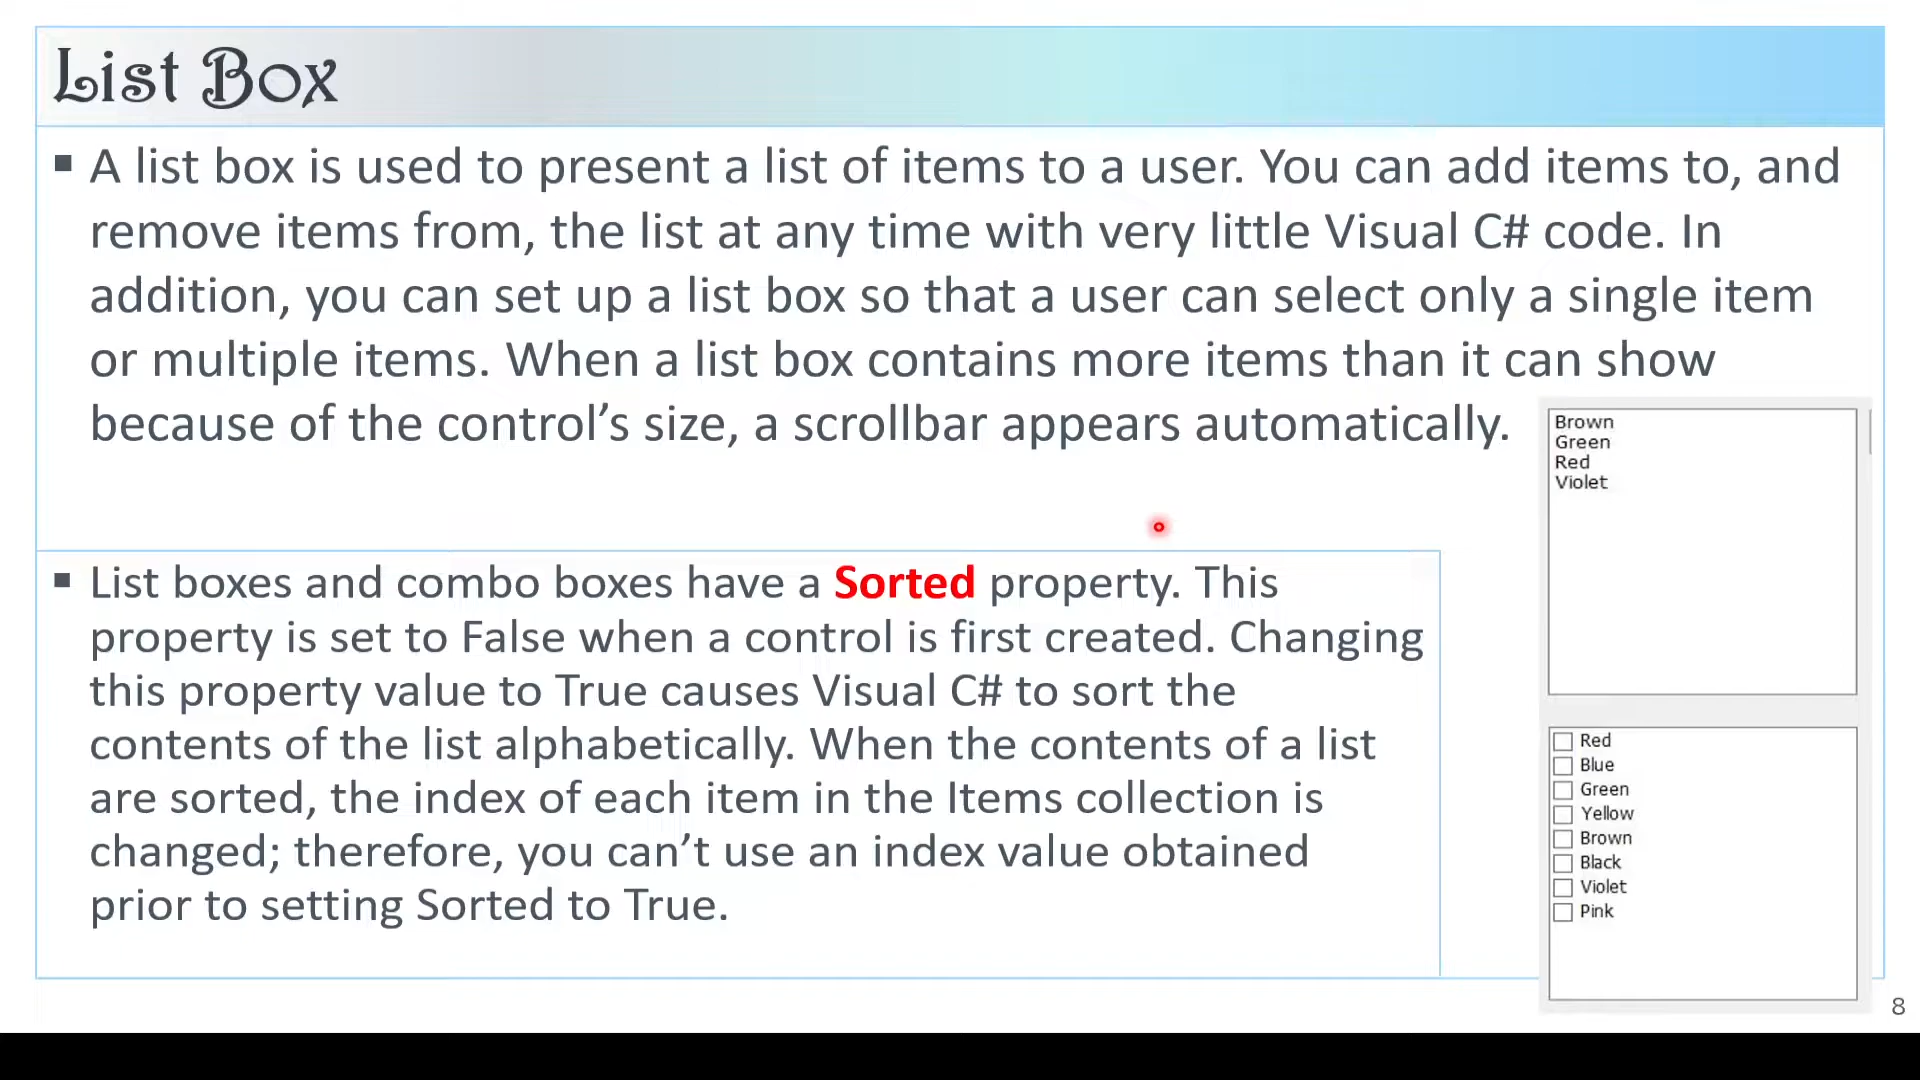 List Box
▪ A list box is used to present a list of items to a user. You can add items to, and
remove items from, the list at any time with very little Visual C# code. In
addition, you can set up a list box so that a user can select only a single item
or multiple items. When a list box contains more items than it can show
because of the control’s size, a scrollbar appears automatically.
▪ List boxes and combo boxes have a Sorted property. This
property is set to False when a control is first created. Changing
this property value to True causes Visual C# to sort the
contents of the list alphabetically. When the contents of a list
are sorted, the index of each item in the Items collection is
changed; therefore, you can’t use an index value obtained
prior to setting Sorted to True.
Brown
Green
Red
Violet
Red
Blue
Green
Yellow
Brown
Black
Violet
Pink
8